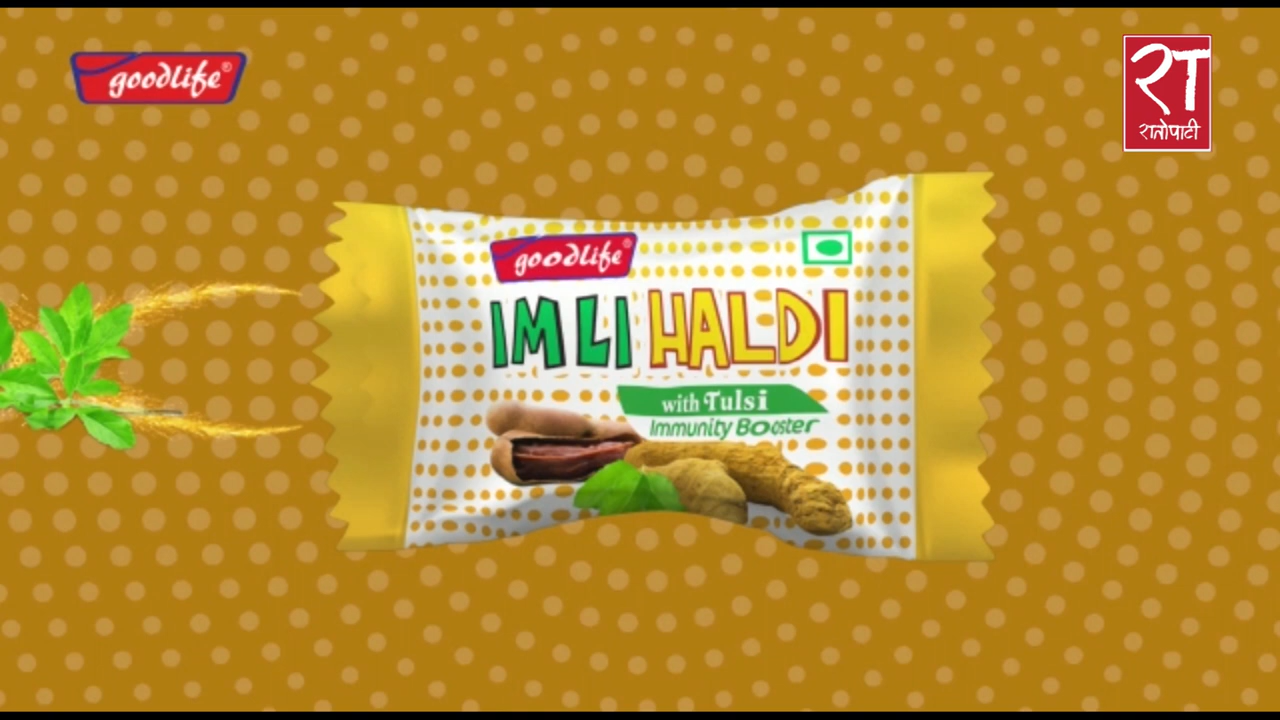 goodlife®
रा
रातोपाटी
goodlife®
IMLI HALDI
with Tulsi
Immunity Booster